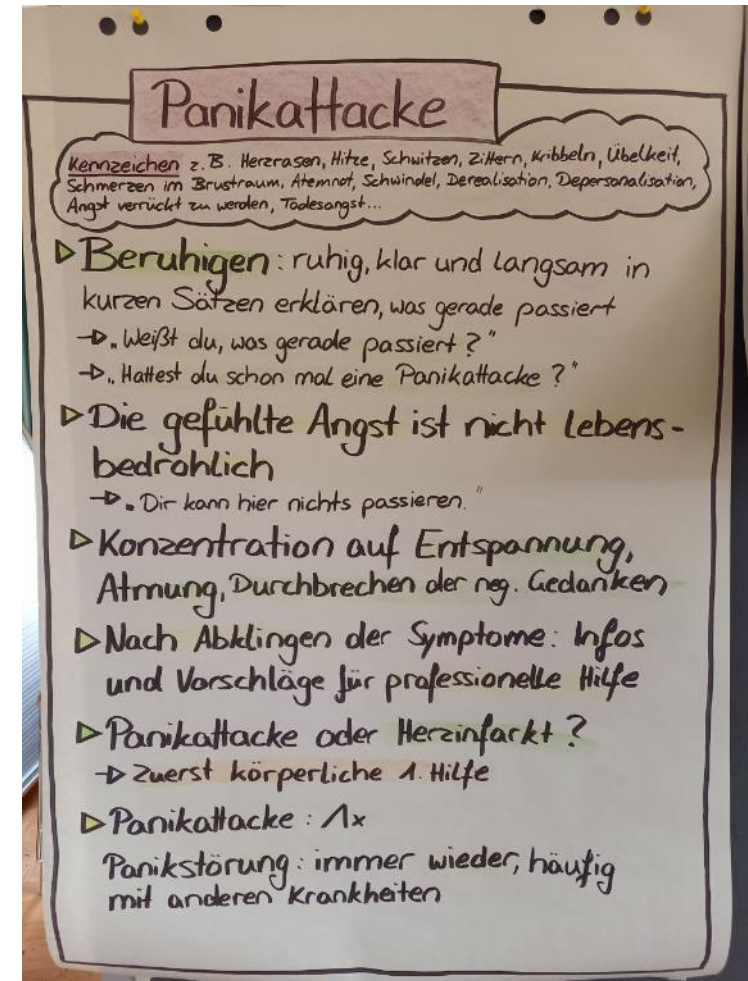 Panikattacke
Kennzeichen z.B. Herzrasen, Hitze, Schwitzen, Zittern, Kribbeln, Übelkeit,
Schmerzen im Brustraum, Atemnot, Schwindel, Derealisation, Depersonalisation,
Angst verrückt zu werden, Todesangst...
▷ Beruhigen: ruhig, klar und langsam in
kurzen Sätzen erklären, was gerade passiert
→ „Weißt du, was gerade passiert?"
→ „Hattest du schon mal eine Panikattacke?"
▷ Die gefühlte Angst ist nicht lebens-
bedrohlich
→ „Dir kann hier nichts passieren."
▷ Konzentration auf Entspannung,
Atmung, Durchbrechen der neg. Gedanken
▷ Nach Abklingen der Symptome: Infos
und Vorschläge für professionelle Hilfe
▷ Panikattacke oder Herzinfarkt?
→ Zuerst körperliche 1. Hilfe
▷ Panikattacke: 1x
Panikstörung: immer wieder, häufig
mit anderen Krankheiten